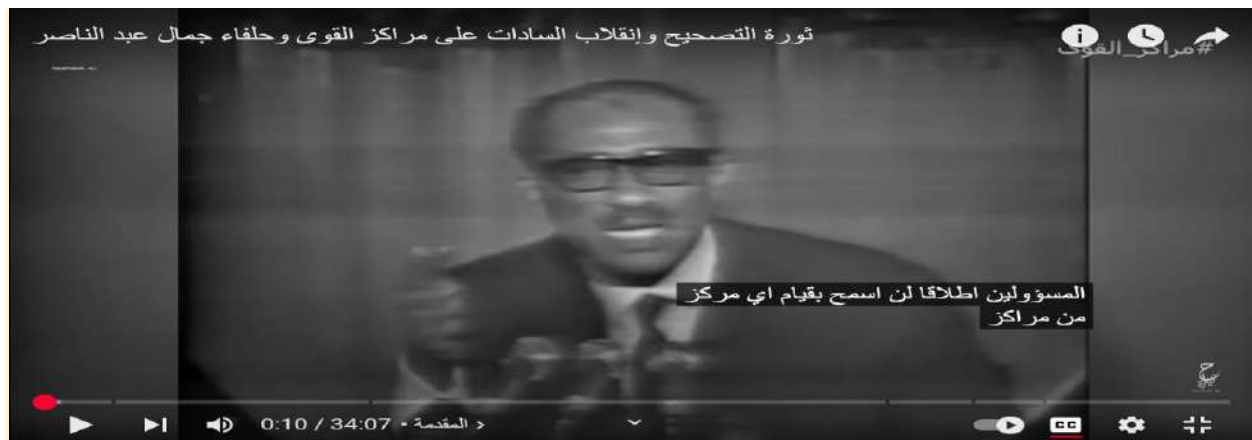 ثورة التصحيح وإنقلاب السادات على مراكز القوى وحلفاء جمال عبد الناصر
#مراكز_القوى
المسؤولين اطلاقا لن اسمح بقيام اي مركز
من مراكز
0:10 / 34:07 • المقدمة
CC